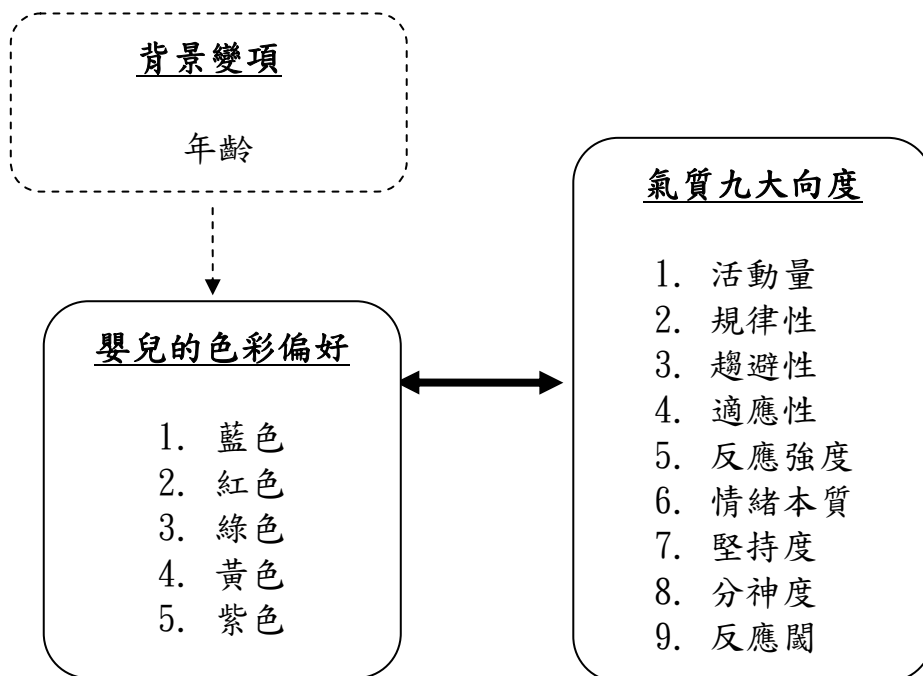 背景變項
年齡
嬰兒的色彩偏好
1. 藍色
2. 紅色
3. 綠色
4. 黃色
5. 紫色
氣質九大向度
1. 活動量
2. 規律性
3. 趨避性
4. 適應性
5. 反應強度
6. 情緒本質
7. 堅持度
8. 分神度
9. 反應閾